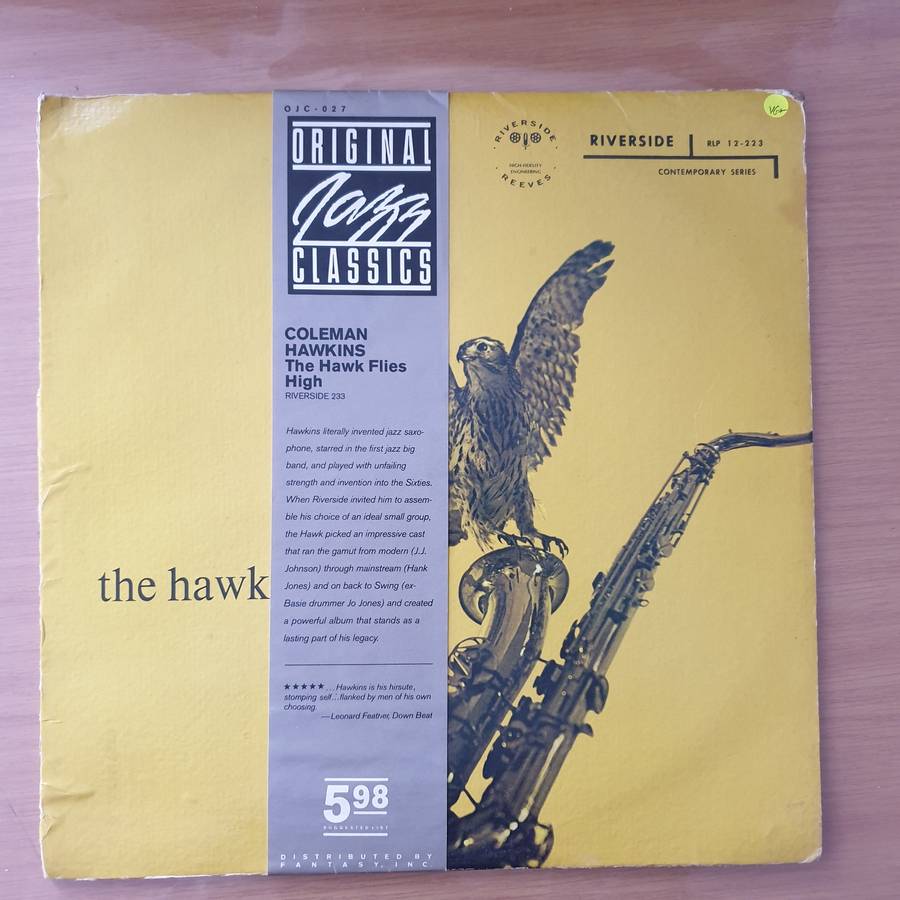 OJC-027
ORIGINAL
Jazz
CLASSICS
COLEMAN
HAWKINS
The Hawk Flies
High
RIVERSIDE 233
Hawkins literally invented jazz saxo-
phone, starred in the first jazz big
band, and played with unfailing
strength and invention into the Sixties.
When Riverside invited him to assem-
ble his choice of an ideal small group,
the Hawk picked an impressive cast
that ran the gamut from modern (J.J.
Johnson) through mainstream (Hank
Jones) and on back to Swing (ex-
Basie drummer Jo Jones) and created
a powerful album that stands as a
lasting part of his legacy.
★★★★★ ... Hawkins is his hirsute,
stomping self... flanked by men of his own
choosing.
—Leonard Feather, Down Beat
5.98
SUGGESTED LIST
DISTRIBUTED BY
FANTASY, INC.
the hawk
RIVERSIDE
HIGH FIDELITY
ENGINEERING
REEVES
RIVERSIDE
RLP 12-223
CONTEMPORARY SERIES